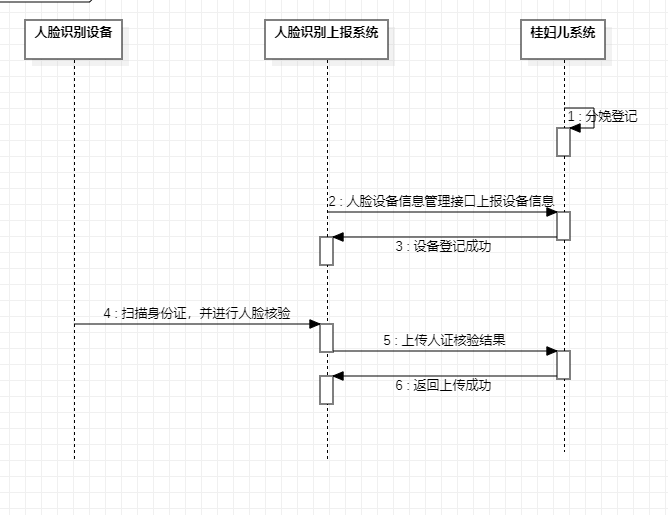 人脸识别设备
人脸识别上报系统
桂妇儿系统
1 : 分娩登记
2 : 人脸设备信息管理接口上报设备信息
3 : 设备登记成功
4 : 扫描身份证，并进行人脸核验
5 : 上传人证核验结果
6 : 返回上传成功